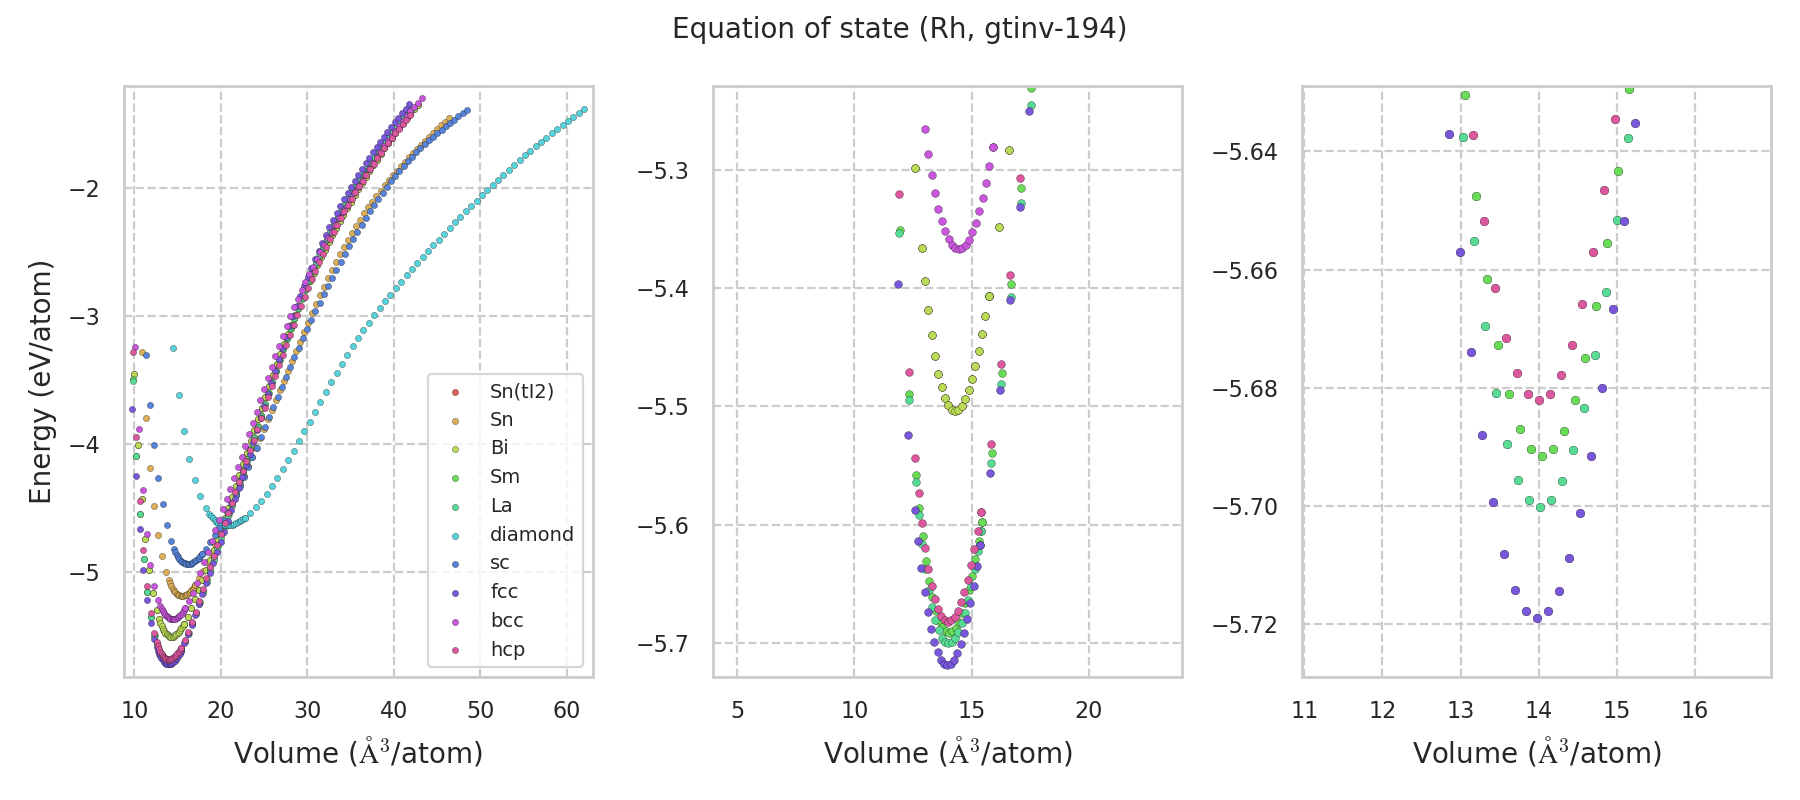 Equation of state (Rh, gtinv-194)
Energy (eV/atom)
−2
−3
−4
−5
10 20 30 40 50 60
Volume (Å³/atom)
Sn(tI2)
Sn
Bi
Sm
La
diamond
sc
fcc
bcc
hcp
−5.3
−5.4
−5.5
−5.6
−5.7
5 10 15 20
Volume (Å³/atom)
−5.64
−5.66
−5.68
−5.70
−5.72
11 12 13 14 15 16
Volume (Å³/atom)